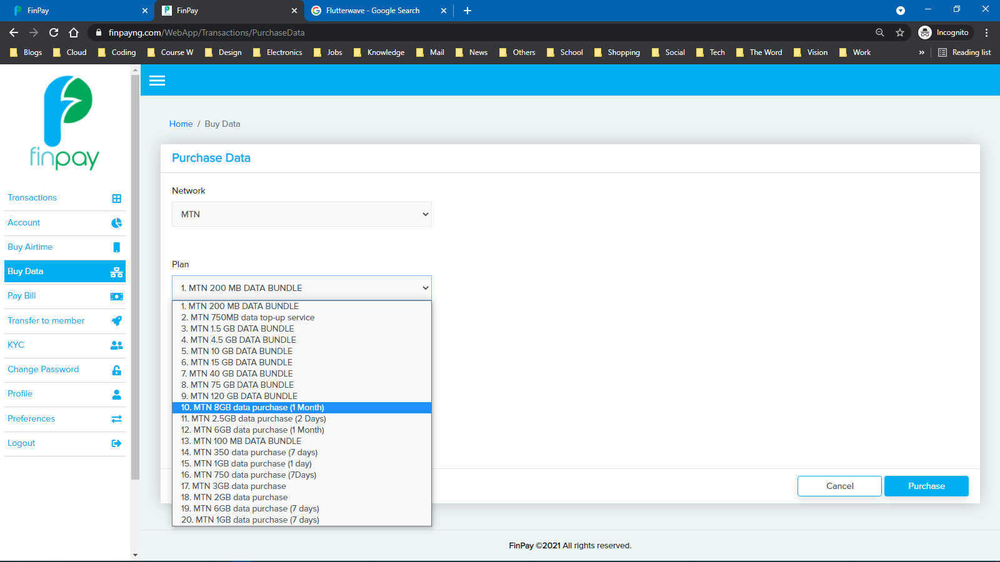 FinPay
FinPay
Flutterwave - Google Search
finpayng.com/WebApp/Transactions/PurchaseData
Incognito
Blogs
Cloud
Coding
Course W
Design
Electronics
Jobs
Knowledge
Mail
News
Others
School
Shopping
Social
Tech
The Word
Vision
Work
»
Reading list
finpay
Transactions
Account
Buy Airtime
Buy Data
Pay Bill
Transfer to member
KYC
Change Password
Profile
Preferences
Logout
Home / Buy Data
Purchase Data
Network
MTN
Plan
1. MTN 200 MB DATA BUNDLE
1. MTN 200 MB DATA BUNDLE
2. MTN 750MB data top-up service
3. MTN 1.5 GB DATA BUNDLE
4. MTN 4.5 GB DATA BUNDLE
5. MTN 10 GB DATA BUNDLE
6. MTN 15 GB DATA BUNDLE
7. MTN 40 GB DATA BUNDLE
8. MTN 75 GB DATA BUNDLE
9. MTN 120 GB DATA BUNDLE
10. MTN 8GB data purchase (1 Month)
11. MTN 2.5GB data purchase (2 Days)
12. MTN 6GB data purchase (1 Month)
13. MTN 100 MB DATA BUNDLE
14. MTN 350 data purchase (7 days)
15. MTN 1GB data purchase (1 day)
16. MTN 750 data purchase (7Days)
17. MTN 3GB data purchase
18. MTN 2GB data purchase
19. MTN 6GB data purchase (7 days)
20. MTN 1GB data purchase (7 days)
Cancel
Purchase
FinPay ©2021 All rights reserved.